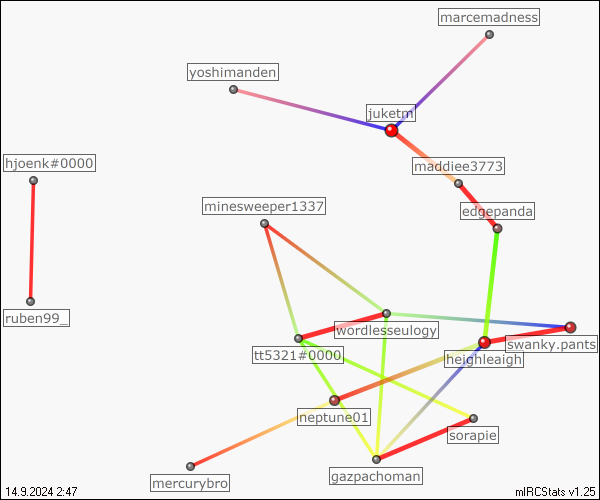 marcemadness
yoshimanden
juketm
hjoenk#0000
maddiee3773
minesweeper1337
edgepanda
ruben99_
wordlesseulogy
swanky.pants
tt5321#0000
heighleaigh
neptune01
sorapie
mercurybro
gazpachoman
14.9.2024 2:47
mIRCStats v1.25